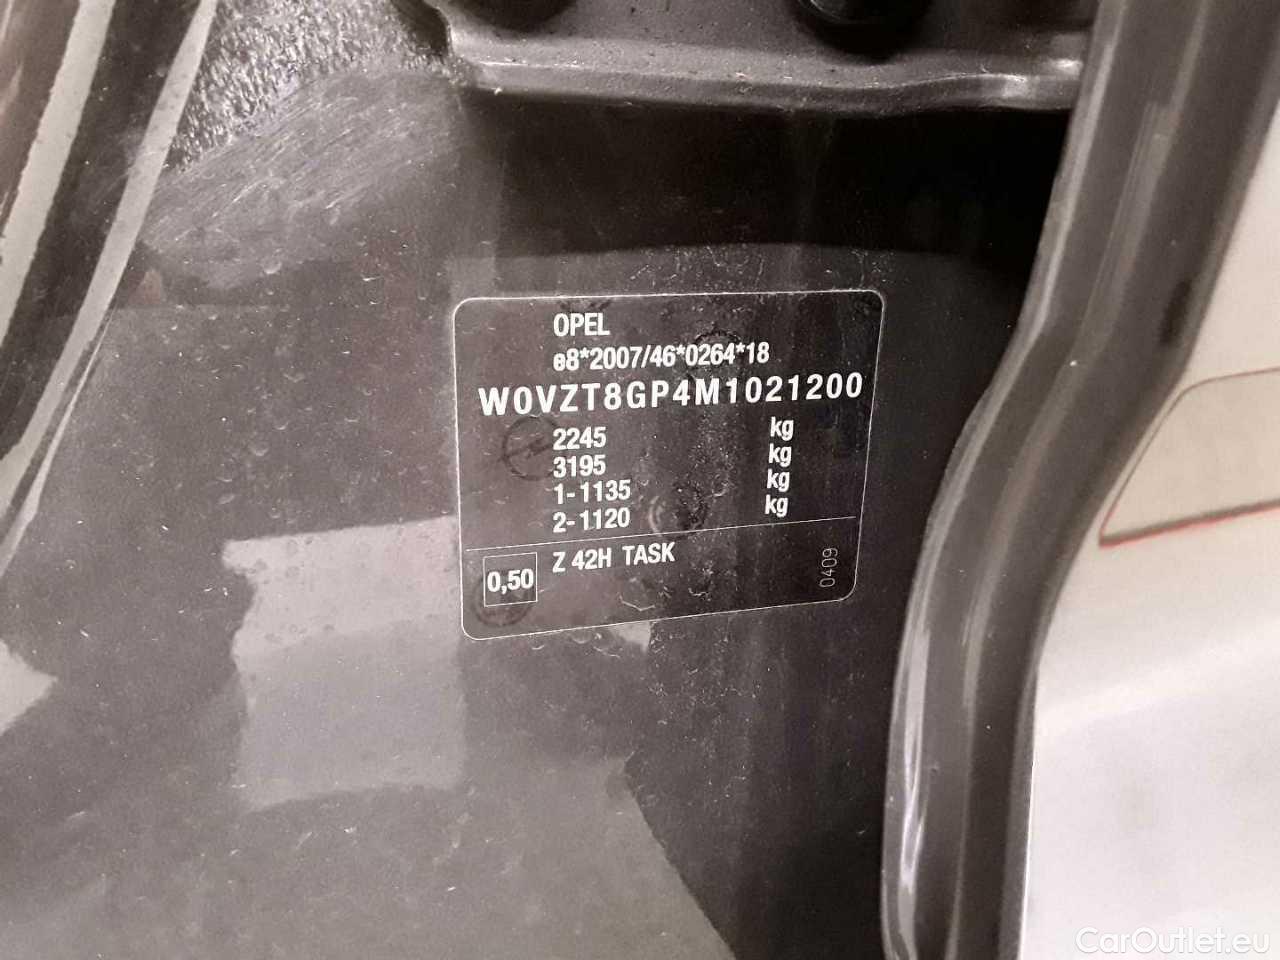 OPEL
e8*2007/46*0264*18
W0VZT8GP4M1021200
2245 kg
3195 kg
1-1135 kg
2-1120 kg
0,50 Z 42H TASK
0409
CarOutlet.eu